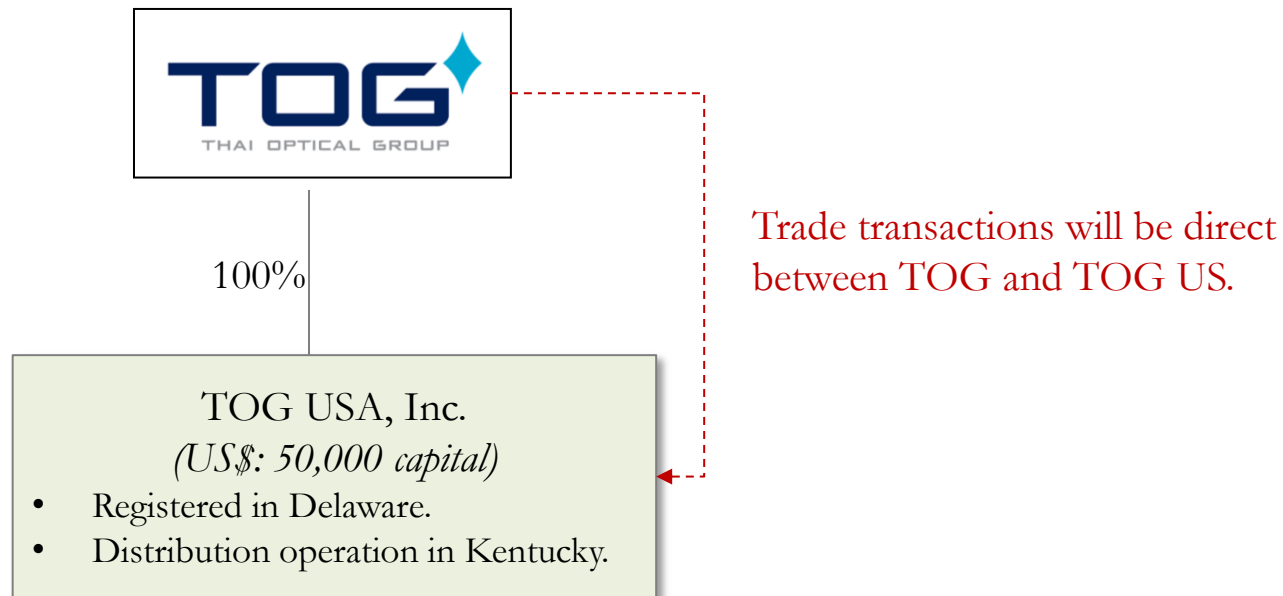 TOG
THAI OPTICAL GROUP
100%
Trade transactions will be direct
between TOG and TOG US.
TOG USA, Inc.
(US$: 50,000 capital)
• Registered in Delaware.
• Distribution operation in Kentucky.